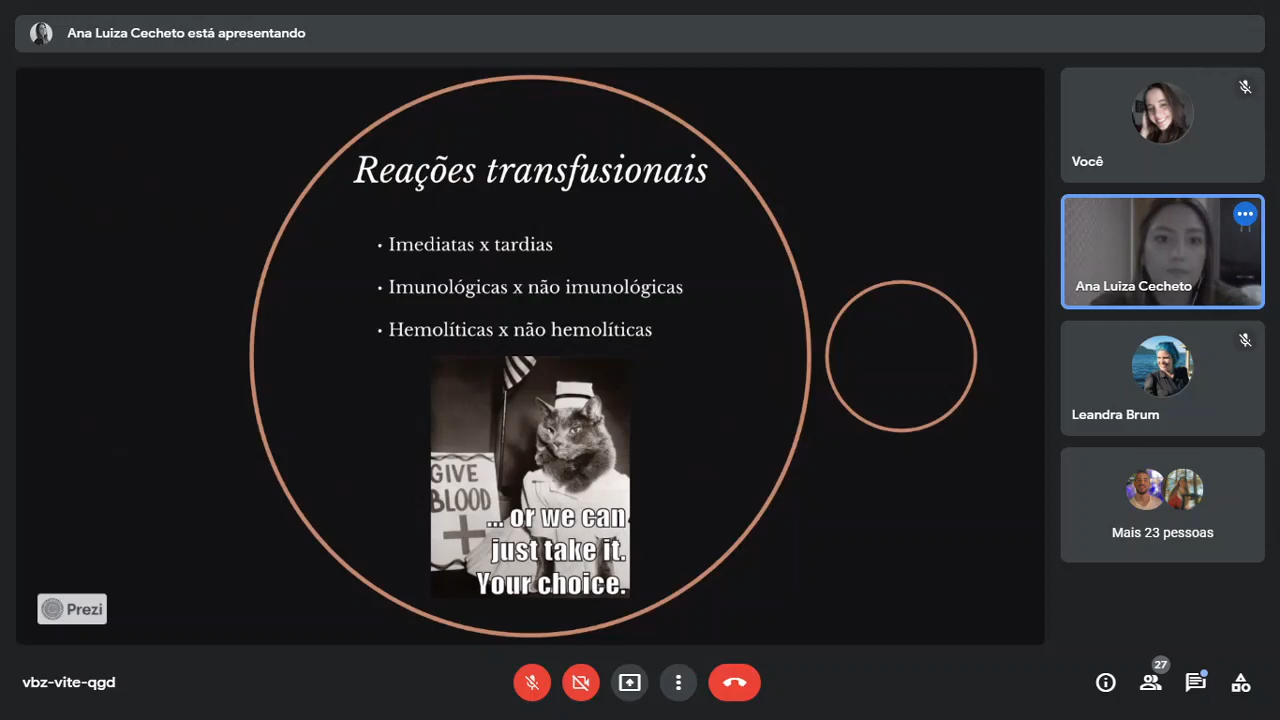 Ana Luiza Cecheto está apresentando
Reações transfusionais
• Imediatas x tardias
• Imunológicas x não imunológicas
• Hemolíticas x não hemolíticas
GIVE
BLOOD
... or we can
just take it.
Your choice.
Prezi
Você
Ana Luiza Cecheto
Leandra Brum
Mais 23 pessoas
vbz-vite-qgd
27